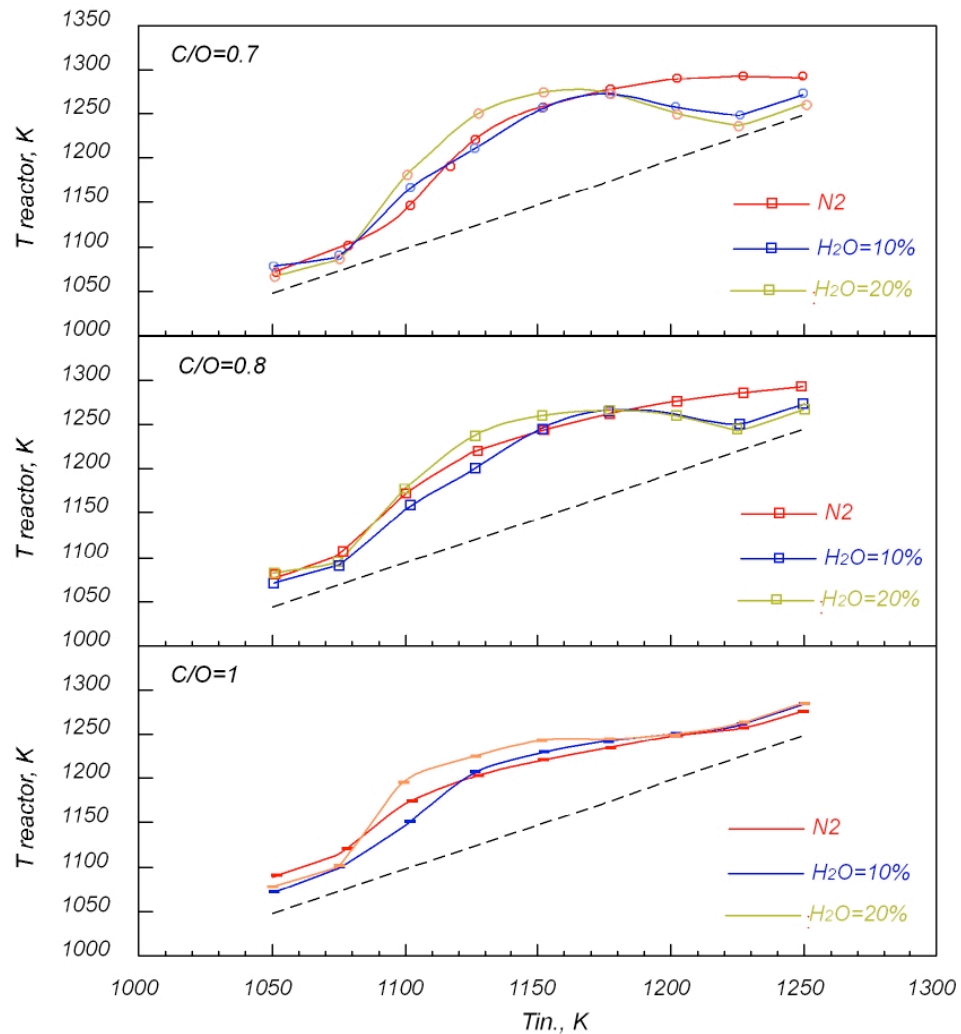 1350
C/O=0.7
1300
1250
1200
T reactor, K
1150
1100
1050
1000
N2
H2O=10%
H2O=20%
C/O=0.8
1300
1250
1200
T reactor, K
1150
1100
1050
1000
N2
H2O=10%
H2O=20%
C/O=1
1300
1250
1200
T reactor, K
1150
1100
1050
1000
N2
H2O=10%
H2O=20%
1000 1050 1100 1150 1200 1250 1300
Tin., K